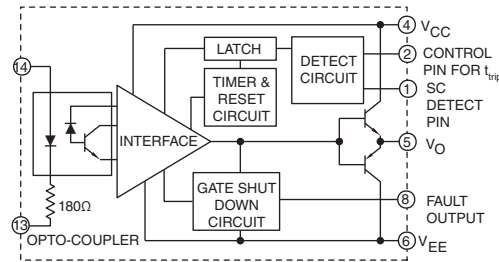 4 VCC
LATCH
DETECT
CIRCUIT
2 CONTROL
PIN FOR ttrip
14
TIMER &
RESET
CIRCUIT
1 SC
DETECT
PIN
INTERFACE
5 VO
180Ω
GATE SHUT
DOWN
CIRCUIT
8 FAULT
OUTPUT
13
OPTO-COUPLER
6 VEE